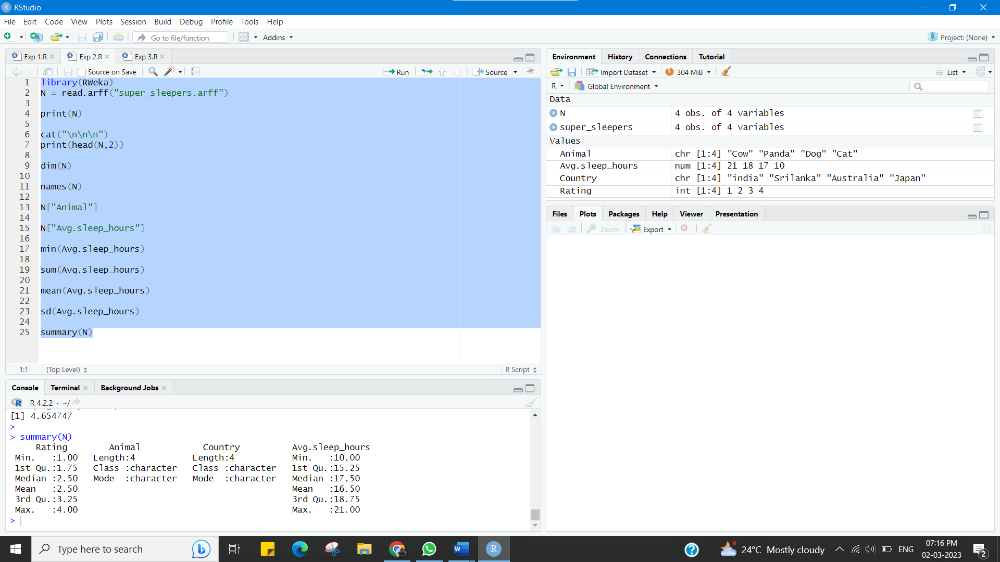 RStudio
File Edit Code View Plots Session Build Debug Profile Tools Help
Go to file/function Addins Project: (None)
Exp 1.R Exp 2.R Exp 3.R
Source on Save Run Source
1 library(RWeka)
2 N = read.arff("super_sleepers.arff")
3
4 print(N)
5
6 cat("\n\n\n")
7 print(head(N,2))
8
9 dim(N)
10
11 names(N)
12
13 N["Animal"]
14
15 N["Avg.sleep_hours"]
16
17 min(Avg.sleep_hours)
18
19 sum(Avg.sleep_hours)
20
21 mean(Avg.sleep_hours)
22
23 sd(Avg.sleep_hours)
24
25 summary(N)
1:1 (Top Level) R Script
Console Terminal Background Jobs
R 4.2.2 · ~/
[1] 4.654747
>
> summary(N)
Rating Animal Country Avg.sleep_hours
Min. :1.00 Length:4 Length:4 Min. :10.00
1st Qu.:1.75 Class :character Class :character 1st Qu.:15.25
Median :2.50 Mode :character Mode :character Median :17.50
Mean :2.50 Mean :16.50
3rd Qu.:3.25 3rd Qu.:18.75
Max. :4.00 Max. :21.00
>
Environment History Connections Tutorial
Import Dataset 304 MiB List
R Global Environment
Data
N 4 obs. of 4 variables
super_sleepers 4 obs. of 4 variables
Values
Animal chr [1:4] "Cow" "Panda" "Dog" "Cat"
Avg.sleep_hours num [1:4] 21 18 17 10
Country chr [1:4] "india" "Srilanka" "Australia" "Japan"
Rating int [1:4] 1 2 3 4
Files Plots Packages Help Viewer Presentation
Zoom Export
Type here to search
24°C Mostly cloudy ENG 07:16 PM
02-03-2023
2